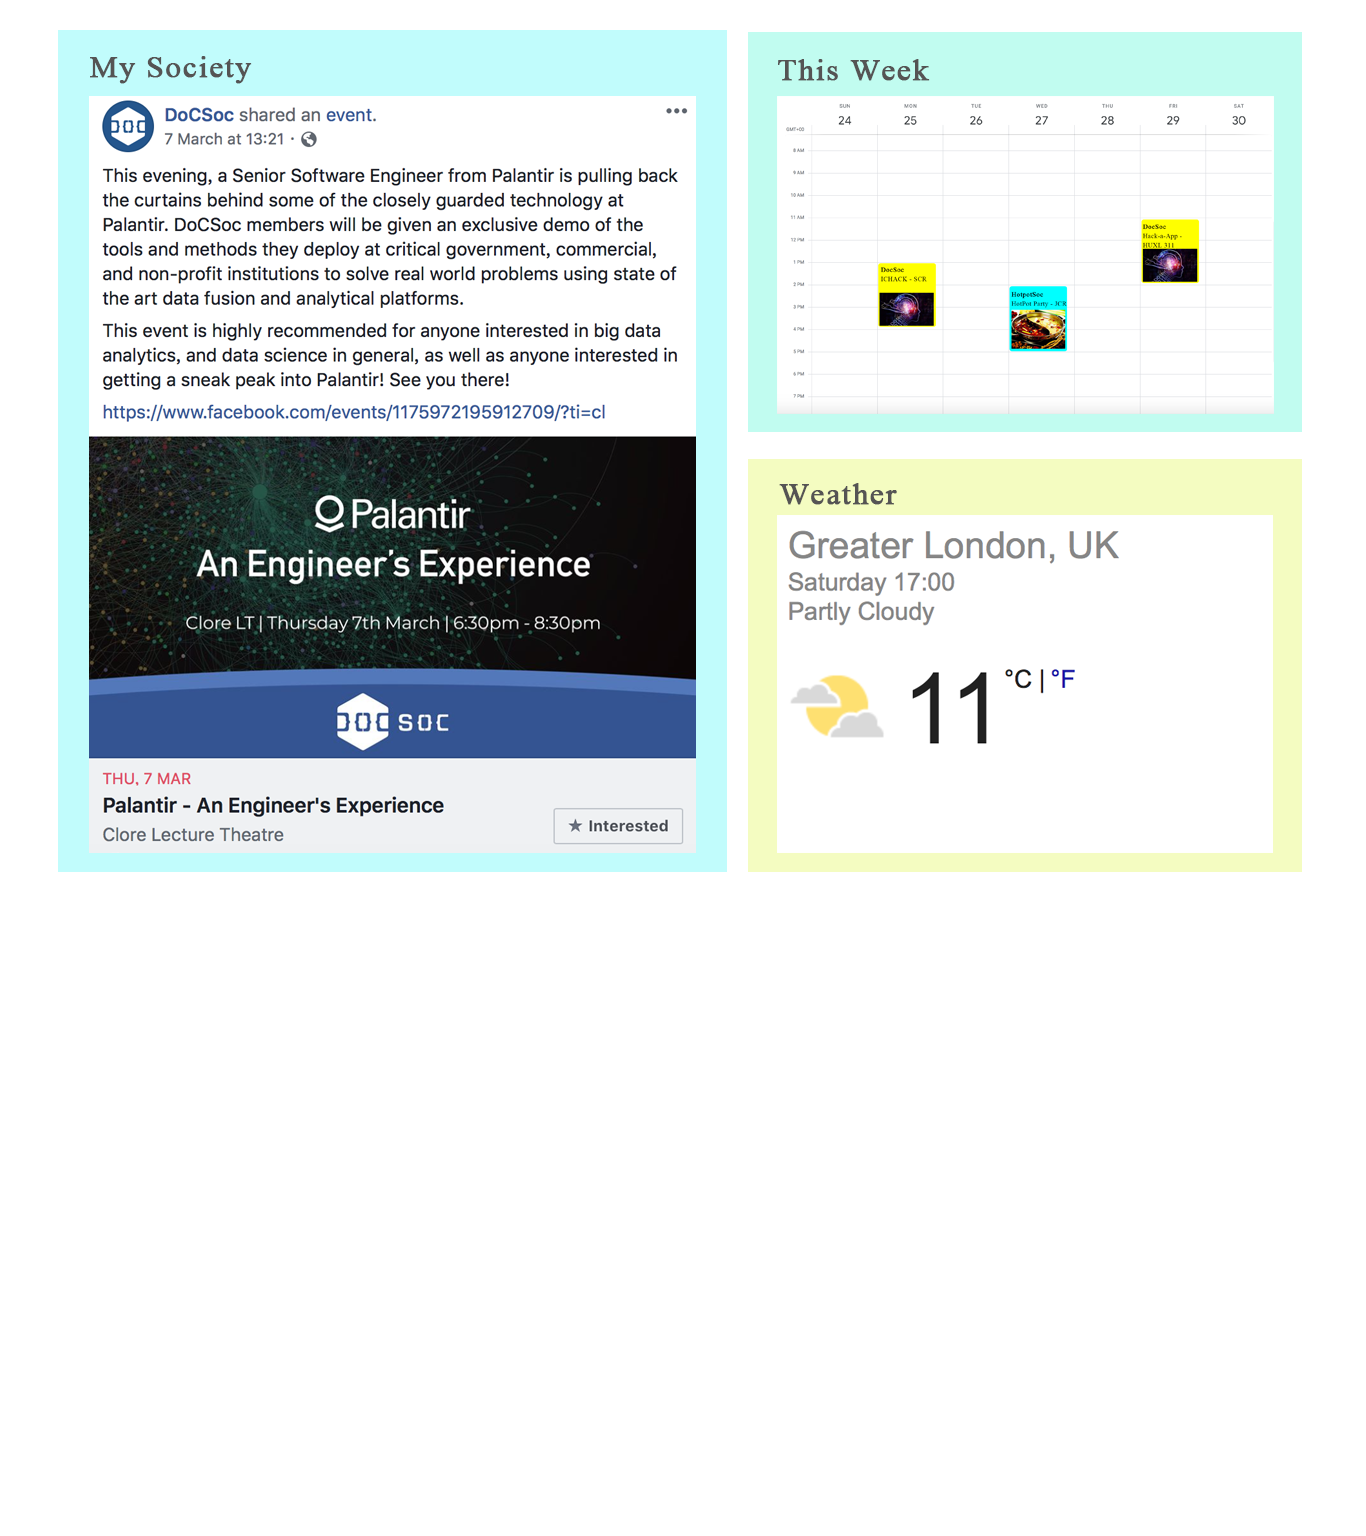 My Society
DoCSoc shared an event.
7 March at 13:21 ·
This evening, a Senior Software Engineer from Palantir is pulling back
the curtains behind some of the closely guarded technology at
Palantir. DoCSoc members will be given an exclusive demo of the
tools and methods they deploy at critical government, commercial,
and non-profit institutions to solve real world problems using state of
the art data fusion and analytical platforms.
This event is highly recommended for anyone interested in big data
analytics, and data science in general, as well as anyone interested in
getting a sneak peak into Palantir! See you there!
https://www.facebook.com/events/1175972195912709/?ti=cl
Palantir
An Engineer's Experience
Clore LT | Thursday 7th March | 6:30pm - 8:30pm
DOC SOC
THU, 7 MAR
Palantir - An Engineer's Experience
Clore Lecture Theatre
★ Interested
This Week
SUN MON TUE WED THU FRI SAT
24 25 26 27 28 29 30
GMT+00
8 AM
9 AM
10 AM
11 AM
12 PM
1 PM
2 PM
3 PM
4 PM
5 PM
6 PM
7 PM
DocSoc
ICHACK - SCR
HotpotSoc
HotPot Party - JCR
DocSoc
Hack-a-App -
HUXL 311
Weather
Greater London, UK
Saturday 17:00
Partly Cloudy
11 °C | °F